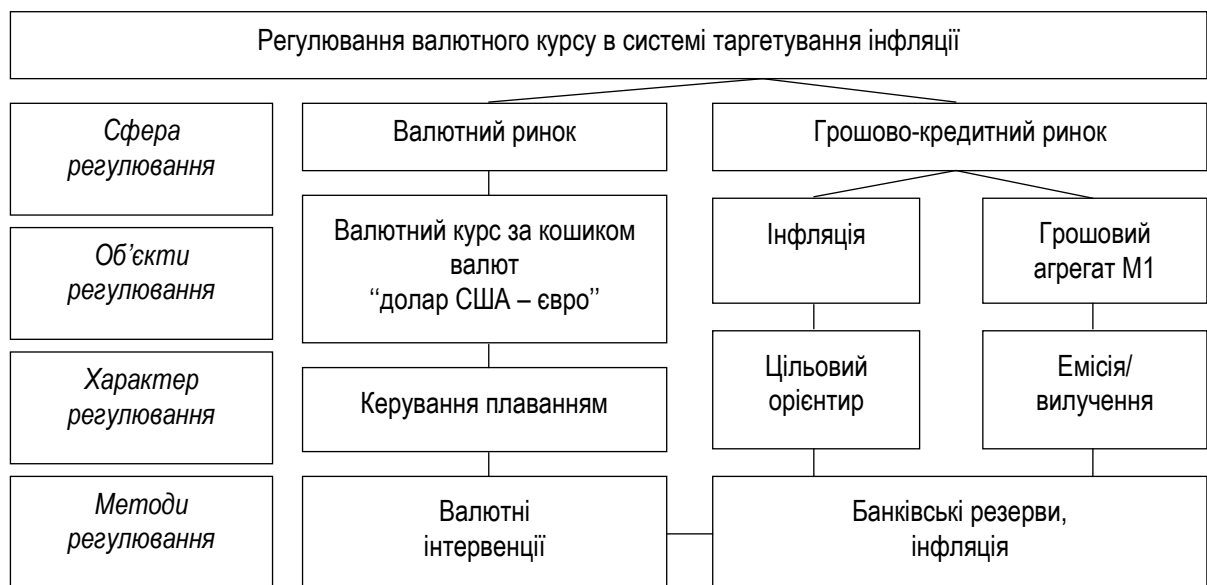 Регулювання валютного курсу в системі таргетування інфляції
Сфера
регулювання
Валютний ринок
Грошово-кредитний ринок
Об’єкти
регулювання
Валютний курс за кошиком
валют
“долар США – євро”
Інфляція
Грошовий
агрегат М1
Характер
регулювання
Керування плаванням
Цільовий
орієнтир
Емісія/
вилучення
Методи
регулювання
Валютні
інтервенції
Банківські резерви,
інфляція